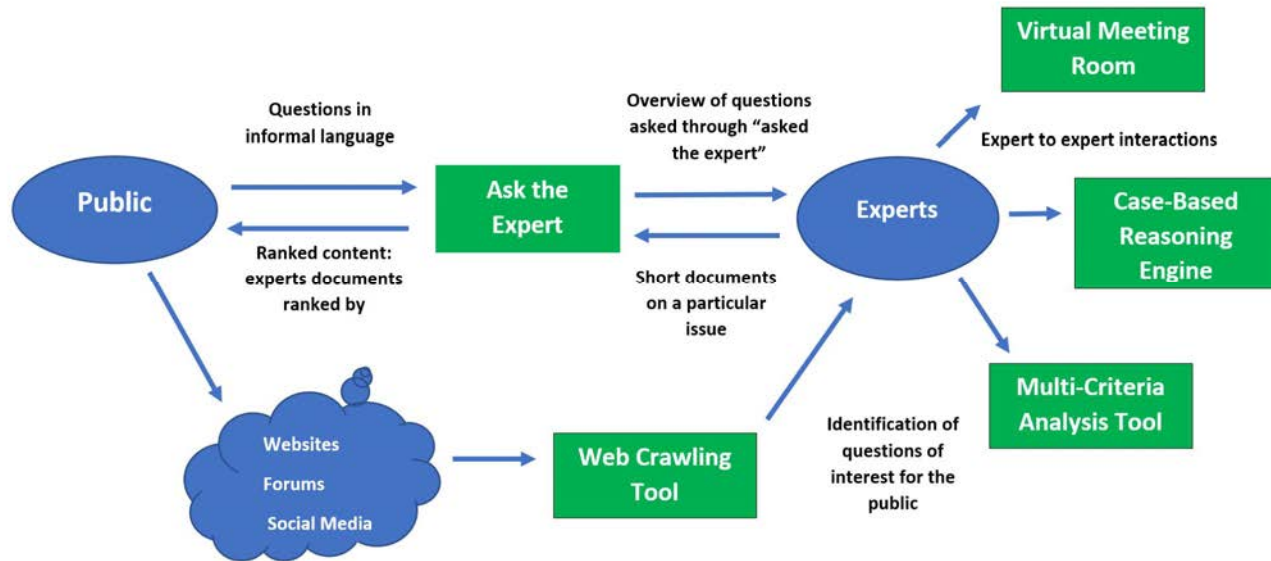 Virtual Meeting
Room
Questions in
informal language
Overview of questions
asked through “asked
the expert”
Expert to expert interactions
Public
Ask the
Expert
Experts
Case-Based
Reasoning
Engine
Ranked content:
experts documents
ranked by
Short documents
on a particular
issue
Multi-Criteria
Analysis Tool
Websites
Forums
Social Media
Web Crawling
Tool
Identification of
questions of
interest for the
public